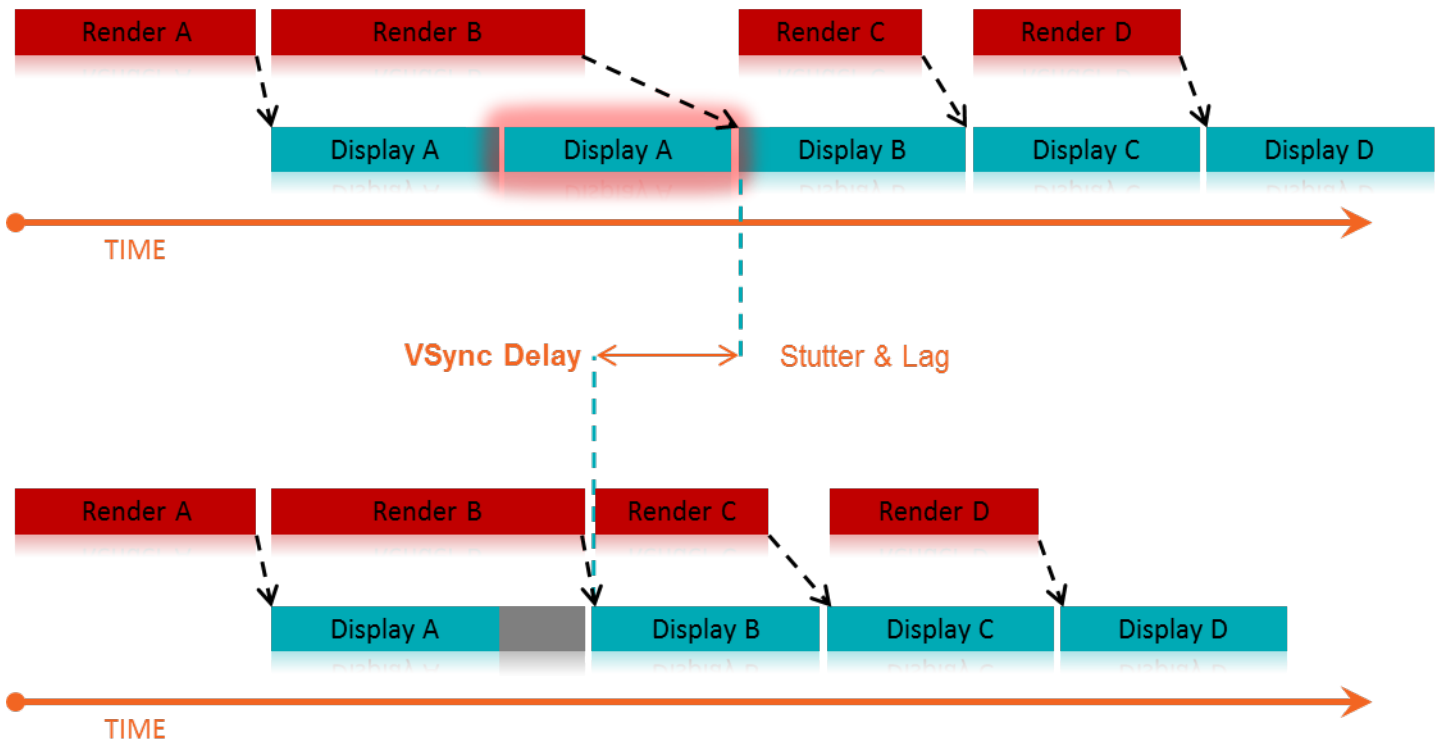 Render A Render B Render C Render D
Display A Display A Display B Display C Display D
TIME
VSync Delay Stutter & Lag
Render A Render B Render C Render D
Display A Display B Display C Display D
TIME